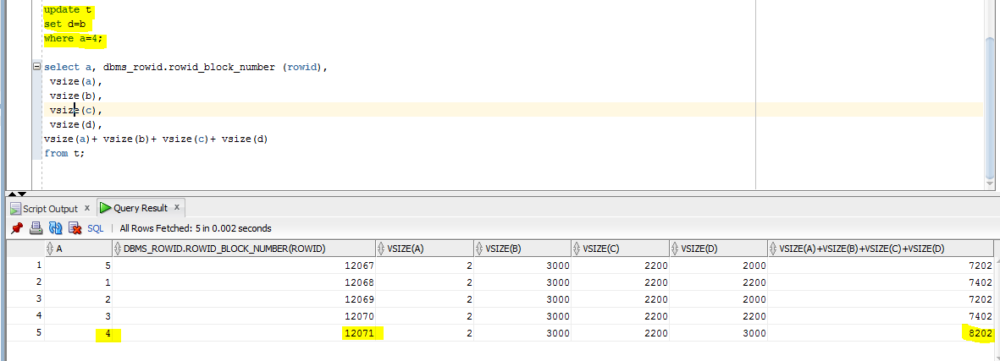 update t
set d=b
where a=4;
select a, dbms_rowid.rowid_block_number (rowid),
vsize(a),
vsize(b),
vsize(c),
vsize(d),
vsize(a)+ vsize(b)+ vsize(c)+ vsize(d)
from t;
Script Output x Query Result x
SQL | All Rows Fetched: 5 in 0.002 seconds
A DBMS_ROWID.ROWID_BLOCK_NUMBER(ROWID) VSIZE(A) VSIZE(B) VSIZE(C) VSIZE(D) VSIZE(A)+VSIZE(B)+VSIZE(C)+VSIZE(D)
1 5 12067 2 3000 2200 2000 7202
2 1 12068 2 3000 2200 2200 7402
3 2 12069 2 3000 2200 2000 7202
4 3 12070 2 3000 2200 2200 7402
5 4 12071 2 3000 2200 3000 8202